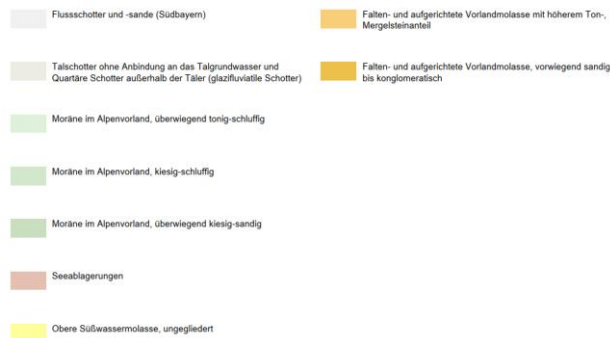 Flussschotter und -sande (Südbayern)
Talschotter ohne Anbindung an das Talgrundwasser und
Quartäre Schotter außerhalb der Täler (glazifluviatile Schotter)
Moräne im Alpenvorland, überwiegend tonig-schluffig
Moräne im Alpenvorland, kiesig-schluffig
Moräne im Alpenvorland, überwiegend kiesig-sandig
Seeablagerungen
Obere Süßwassermolasse, ungegliedert
Falten- und aufgerichtete Vorlandmolasse mit höherem Ton-,
Mergelsteinanteil
Falten- und aufgerichtete Vorlandmolasse, vorwiegend sandig
bis konglomeratisch